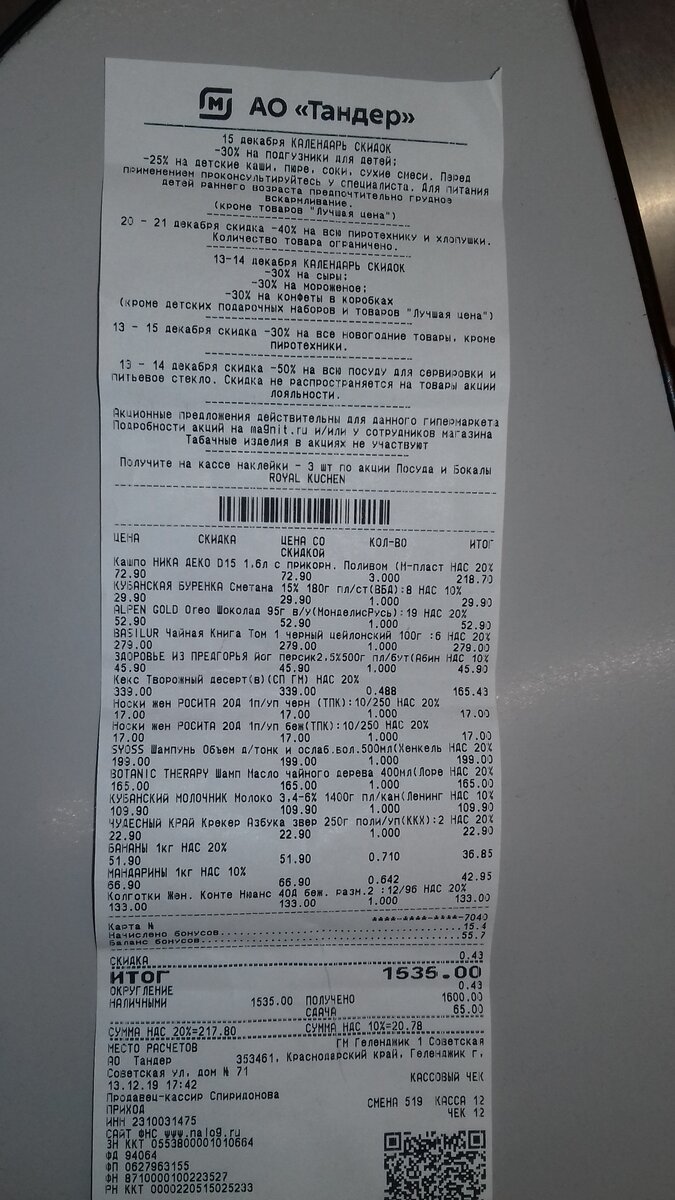 М АО «Тандер»
15 декабря КАЛЕНДАРЬ СКИДОК
-30% на подгузники для детей;
-25% на детские каши, пюре, соки, сухие смеси. Перед
применением проконсультируйтесь у специалиста. Для питания
детей раннего возраста предпочтительно грудное
вскармливание.
(кроме товаров "Лучшая цена")
20 - 21 декабря скидка -40% на всю пиротехнику и хлопушки.
Количество товара ограничено.
13-14 декабря КАЛЕНДАРЬ СКИДОК
-30% на сыры;
-30% на мороженое;
-30% на конфеты в коробках
(кроме детских подарочных наборов и товаров "Лучшая цена")
13 - 15 декабря скидка -30% на все новогодние товары, кроме
пиротехники.
13 - 14 декабря скидка -50% на всю посуду для сервировки и
питьевое стекло. Скидка не распространяется на товары акции
лояльности.
Акционные предложения действительны для данного гипермаркета
Подробности акций на magnit.ru и/или у сотрудников магазина
Табачные изделия в акциях не участвуют
Получите на кассе наклейки - 3 шт по акции Посуда и Бокалы
ROYAL KUCHEN
ЦЕНА СКИДКА ЦЕНА СО КОЛ-ВО ИТОГ
СКИДКОЙ
Кашпо НИКА ДЕКО D15 1,6л с прикорн. Поливом (М-пласт НДС 20%
72.90 72.90 3.000 218.70
КУБАНСКАЯ БУРЕНКА Сметана 15% 180г пл/ст(ВБД):8 НДС 10%
29.90 29.90 1.000 29.90
ALPEN GOLD Oreo Шоколад 95г в/у(МонделисРусь):19 НДС 20%
52.90 52.90 1.000 52.90
BASILUR Чайная Книга Том 1 черный цейлонский 100г :6 НДС 20%
279.00 279.00 1.000 279.00
ЗДОРОВЬЕ ИЗ ПРЕДГОРЬЯ йог персик2,5%500г пл/бут(Абин НДС 10%
45.90 45.90 1.000 45.90
Кекс Творожный десерт(в)(СП ГМ) НДС 20%
339.00 339.00 0.488 165.43
Носки жен РОСИТА 20Д 1п/уп черн (ТПК):10/250 НДС 20%
17.00 17.00 1.000 17.00
Носки жен РОСИТА 20Д 1п/уп беж(ТПК):10/250 НДС 20%
17.00 17.00 1.000 17.00
SYOSS Шампунь Объем д/тонк и ослаб.вол.500мл(Хенкель НДС 20%
199.00 199.00 1.000 199.00
BOTANIC THERAPY Шамп Масло чайного дерева 400мл(Лоре НДС 20%
165.00 165.00 1.000 165.00
КУБАНСКИЙ МОЛОЧНИК Молоко 3,4-6% 1400г пл/кан(Ленинг НДС 10%
109.90 109.90 1.000 109.90
ЧУДЕСНЫЙ КРАЙ Крекер Азбука звер 250г поли/уп(ККХ):2 НДС 20%
22.90 22.90 1.000 22.90
БАНАНЫ 1кг НДС 20%
51.90 51.90 0.710 36.85
МАНДАРИНЫ 1кг НДС 10%
66.90 66.90 0.642 42.95
Колготки Жен. Конте Нюанс 40Д беж. разм.2 :12/96 НДС 20%
133.00 133.00 1.000 133.00
Карта № ****-****-****-7040
Начислено бонусов 15.4
Баланс бонусов 55.7
СКИДКА 0.43
ИТОГ 1535.00
ОКРУГЛЕНИЕ 0.43
НАЛИЧНЫМИ 1535.00 ПОЛУЧЕНО 1600.00
СДАЧА 65.00
СУММА НДС 20%=217.80 СУММА НДС 10%=20.78
МЕСТО РАСЧЕТОВ ГМ Геленджик 1 Советская
АО Тандер 353461, Краснодарский край, Геленджик г,
Советская ул, дом № 71
13.12.19 17:42 КАССОВЫЙ ЧЕК
Продавец-кассир Спиридонова
ПРИХОД СМЕНА 519 КАССА 12
ИНН 2310031475 ЧЕК 12
САЙТ ФНС www.nalog.ru
ЗН ККТ 0553800001010664
ФД 94064
ФП 0627963155
ФН 8710000100223527
РН ККТ 0000220515025233